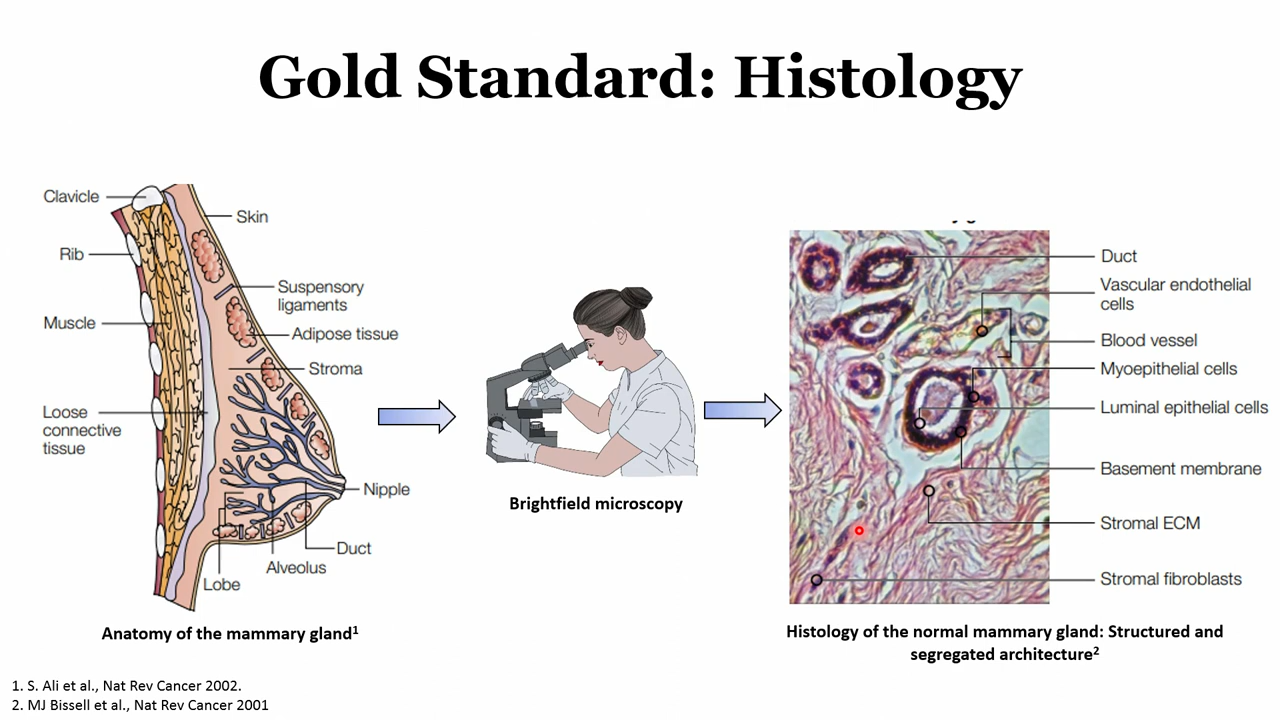 Gold Standard: Histology
Clavicle
Skin
Rib
Suspensory
ligaments
Muscle
Adipose tissue
Stroma
Loose
connective
tissue
Nipple
Duct
Alveolus
Lobe
Anatomy of the mammary gland1
Brightfield microscopy
Duct
Vascular endothelial
cells
Blood vessel
Myoepithelial cells
Luminal epithelial cells
Basement membrane
Stromal ECM
Stromal fibroblasts
Histology of the normal mammary gland: Structured and
segregated architecture2
1. S. Ali et al., Nat Rev Cancer 2002.
2. MJ Bissell et al., Nat Rev Cancer 2001